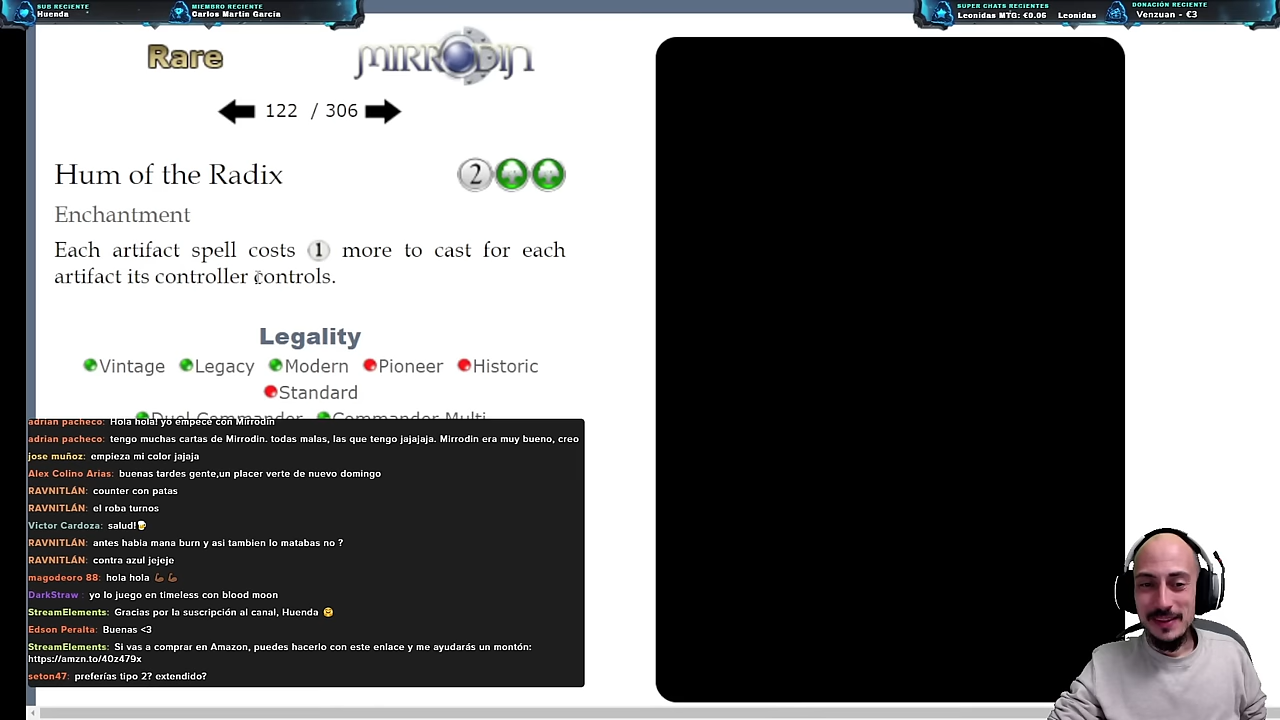 SUB RECIENTE
Huenda
MIEMBRO RECIENTE
Carlos Martin Garcia
SUPER CHATS RECIENTES
Leonidas MTG: €0.06 Leonidas
DONACIÓN RECIENTE
Venzuan - €3
Rare
MIRRODIN
122 / 306
Hum of the Radix
2
Enchantment
Each artifact spell costs 1 more to cast for each
artifact its controller controls.
Legality
Vintage Legacy Modern Pioneer Historic
Standard
Duel Commander Commander Multi
adrian pacheco: Hola hola! yo empece con Mirrodin
adrian pacheco: tengo muchas cartas de Mirrodin. todas malas, las que tengo jajajaja. Mirrodin era muy bueno, creo
jose muñoz: empieza mi color jajaja
Alex Colino Arias: buenas tardes gente,un placer verte de nuevo domingo
RAVNITLÁN: counter con patas
RAVNITLÁN: el roba turnos
Victor Cardoza: salud!🍺
RAVNITLÁN: antes habia mana burn y asi tambien lo matabas no ?
RAVNITLÁN: contra azul jejeje
magodeoro 88: hola hola 💪🏾💪🏾
DarkStraw : yo lo juego en timeless con blood moon
StreamElements: Gracias por la suscripción al canal, Huenda
Edson Peralta: Buenas <3
StreamElements: Si vas a comprar en Amazon, puedes hacerlo con este enlace y me ayudarás un montón:
https://amzn.to/40z479x
seton47: preferías tipo 2? extendido?